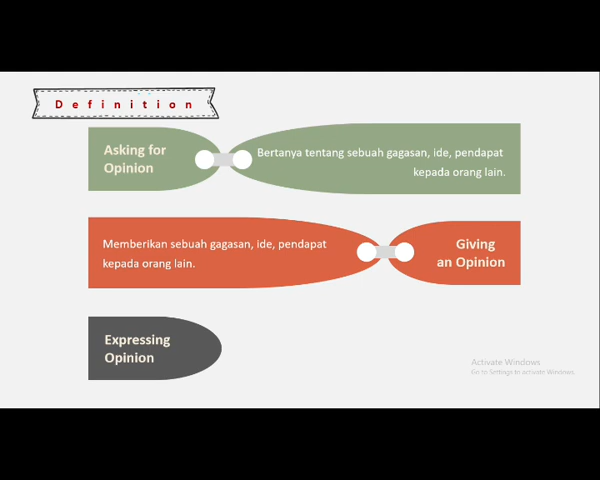 Definition
Asking for
Opinion
Bertanya tentang sebuah gagasan, ide, pendapat
kepada orang lain.
Memberikan sebuah gagasan, ide, pendapat
kepada orang lain.
Giving
an Opinion
Expressing
Opinion
Activate Windows
Go to Settings to activate Windows.